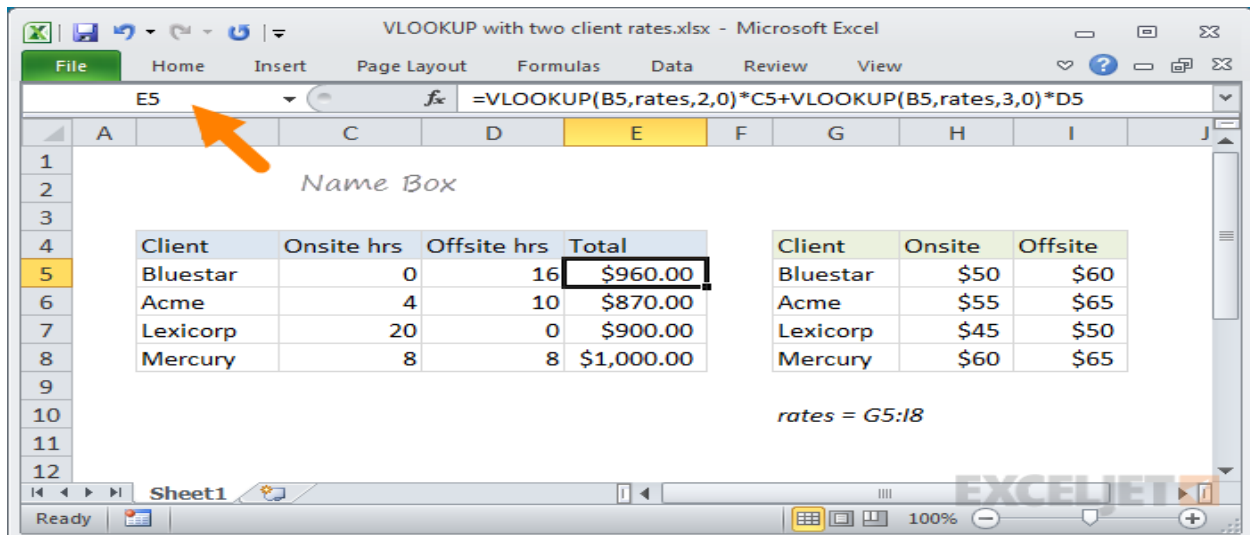 VLOOKUP with two client rates.xlsx - Microsoft Excel
File Home Insert Page Layout Formulas Data Review View
E5 fx =VLOOKUP(B5,rates,2,0)*C5+VLOOKUP(B5,rates,3,0)*D5
A C D E F G H I J
1
2 Name Box
3
4 Client Onsite hrs Offsite hrs Total Client Onsite Offsite
5 Bluestar 0 16 $960.00 Bluestar $50 $60
6 Acme 4 10 $870.00 Acme $55 $65
7 Lexicorp 20 0 $900.00 Lexicorp $45 $50
8 Mercury 8 8 $1,000.00 Mercury $60 $65
9
10 rates = G5:I8
11
12
Sheet1 EXCELJET
Ready 100%